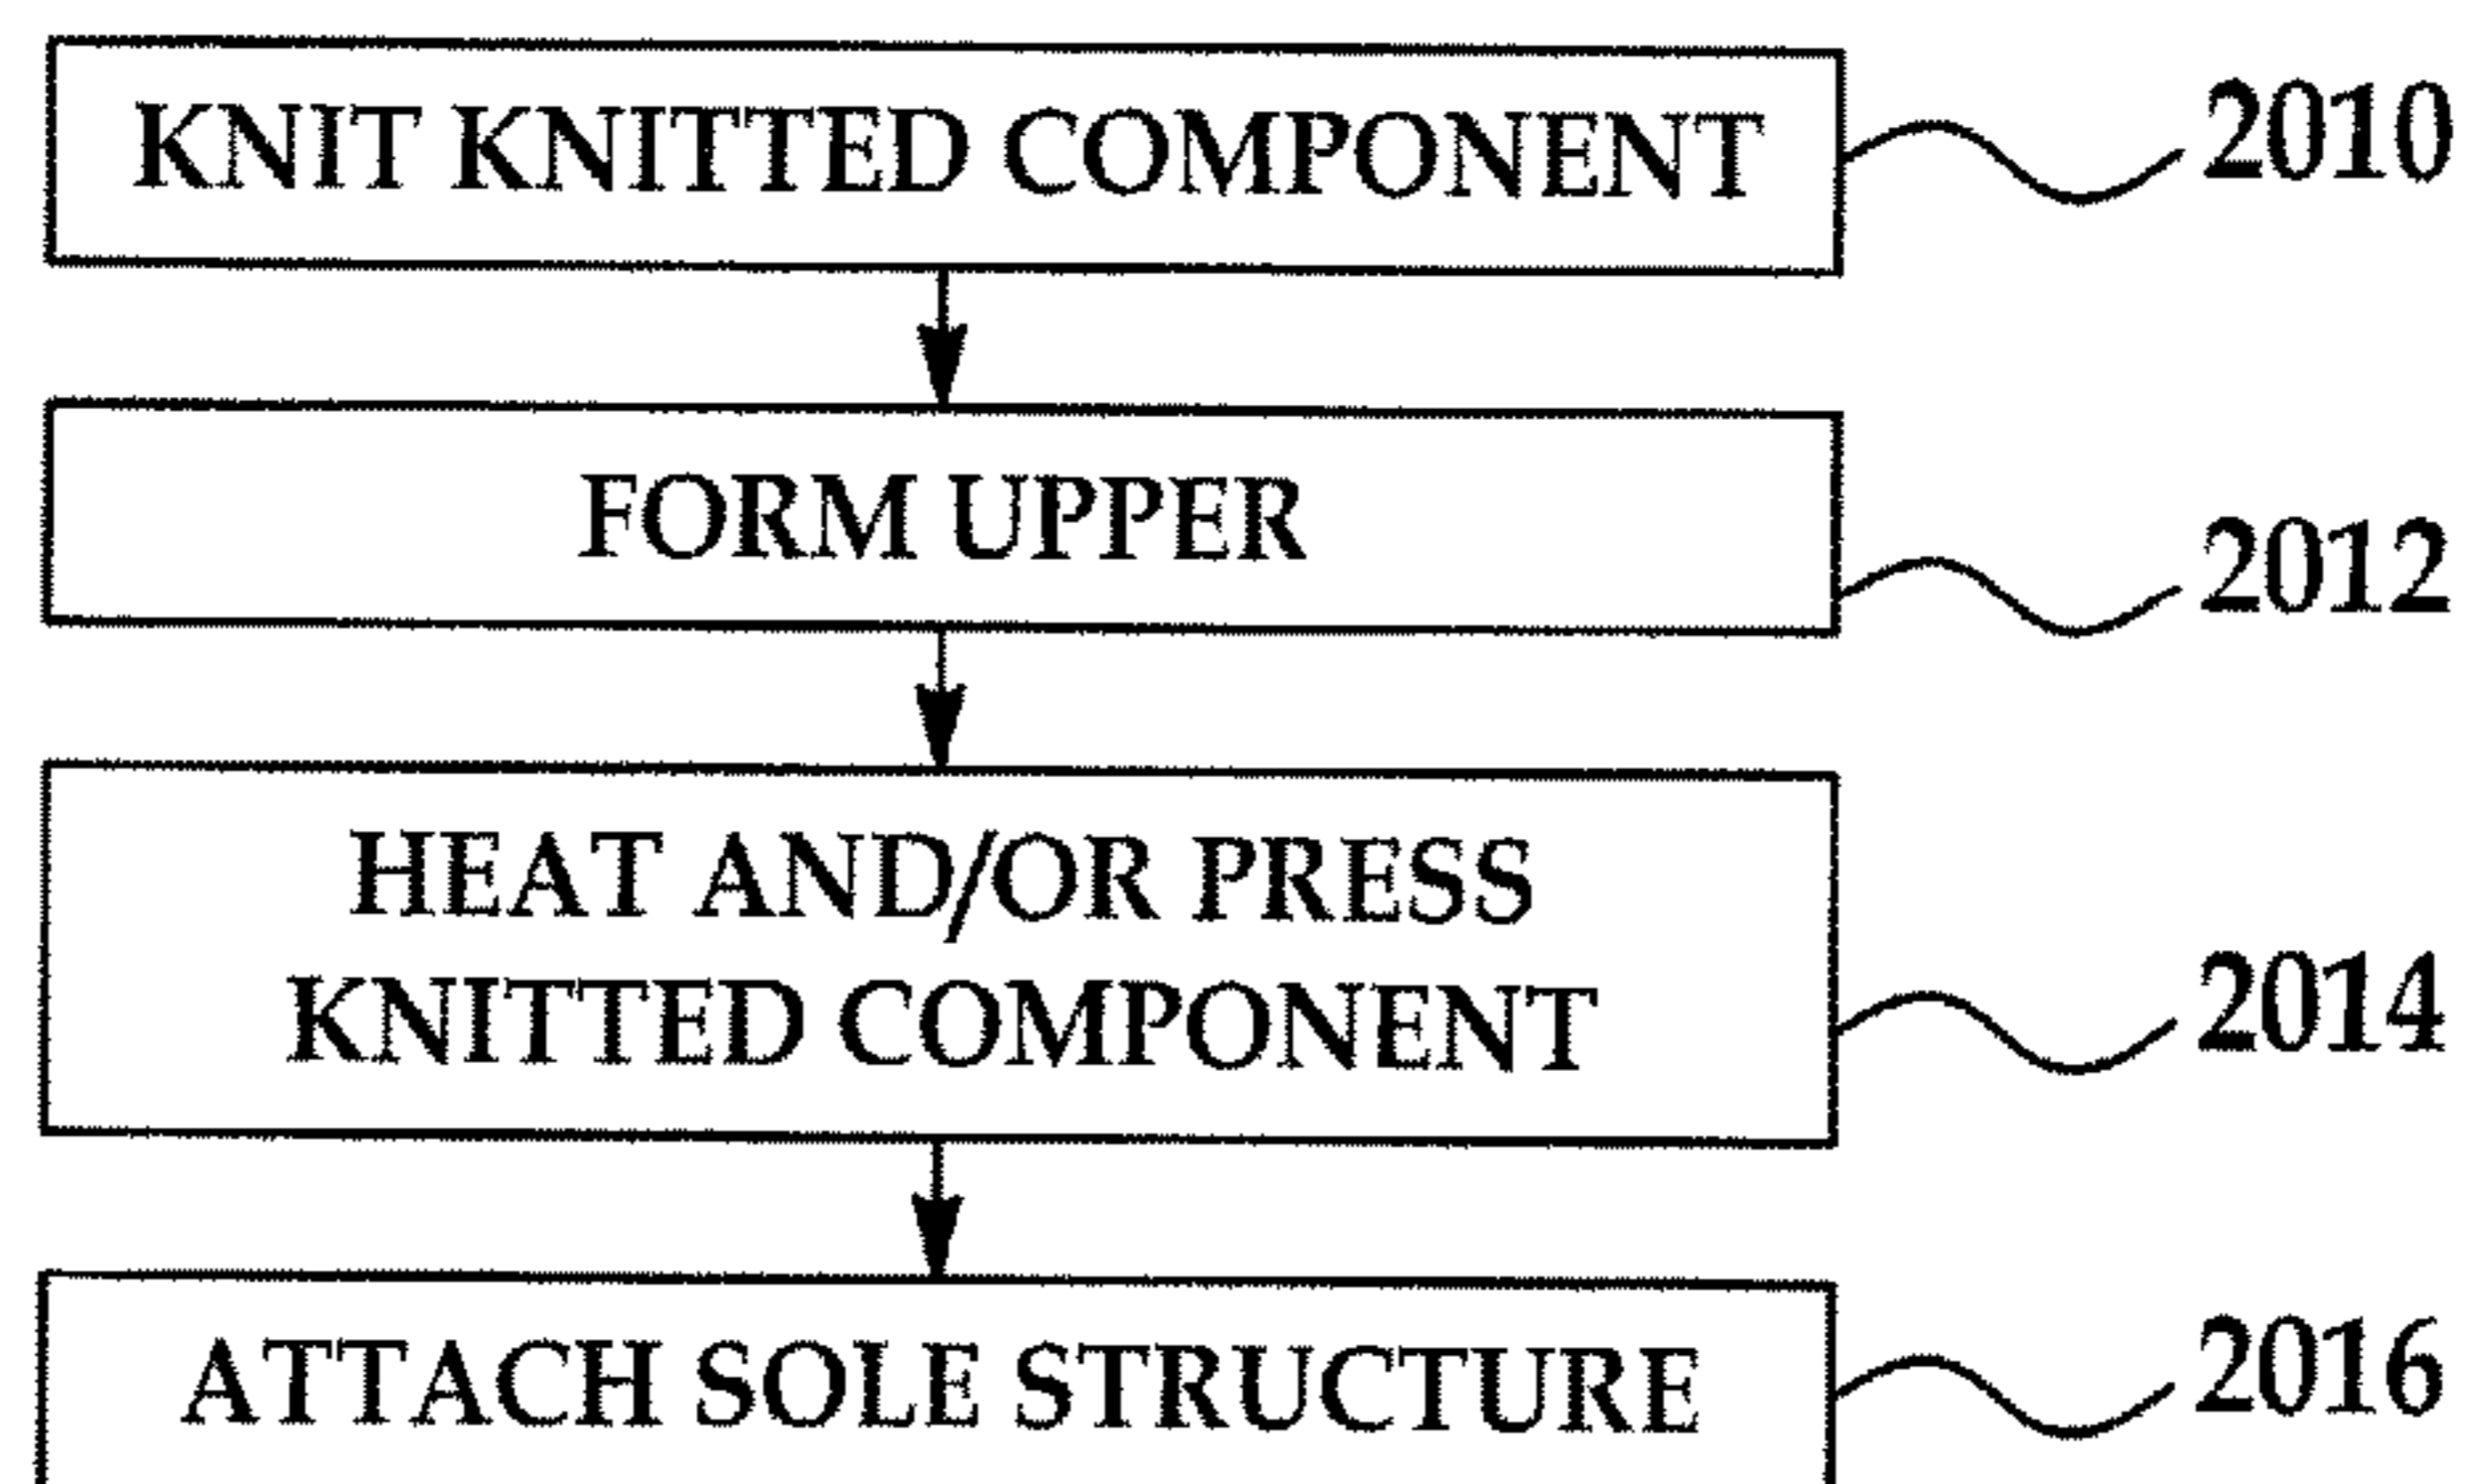 KNIT KNITTED COMPONENT
2010
FORM UPPER
2012
HEAT AND/OR PRESS
KNITTED COMPONENT
2014
ATTACH SOLE STRUCTURE
2016